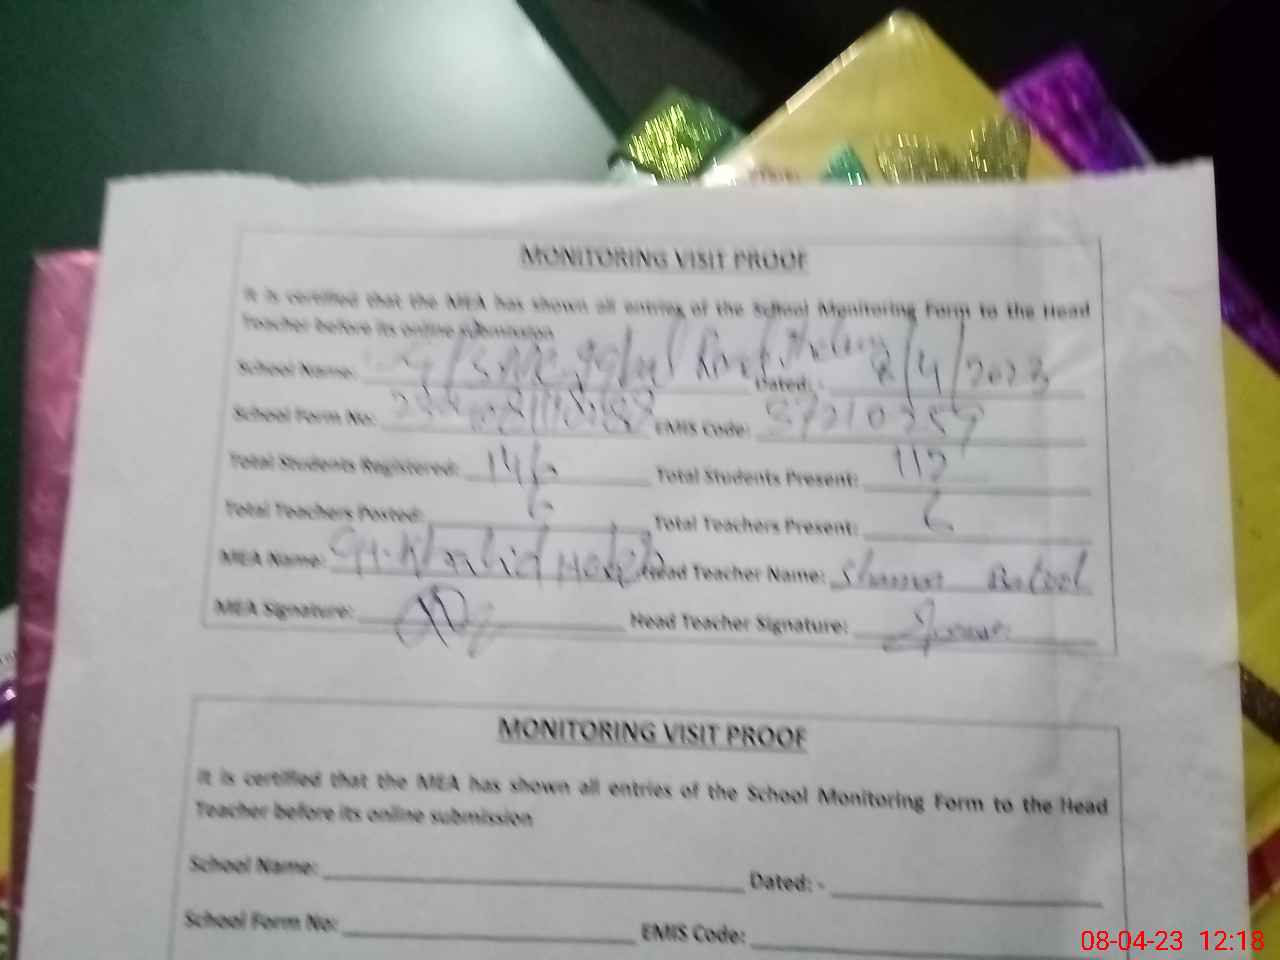 MONITORING VISIT PROOF
It is certified that the MEA has shown all entries of the School Monitoring Form to the Head
Teacher before its online submission
School Name: Dated: - 8/4/2023
School Form No: EMIS Code: 37210259
Total Students Registered: 146 Total Students Present: 112
Total Teachers Posted: 6 Total Teachers Present: 6
MEA Name: Khalid Head Teacher Name: Batool
MEA Signature: Head Teacher Signature:
MONITORING VISIT PROOF
It is certified that the MEA has shown all entries of the School Monitoring Form to the Head
Teacher before its online submission
School Name: Dated: -
School Form No: EMIS Code:
08-04-23 12:18